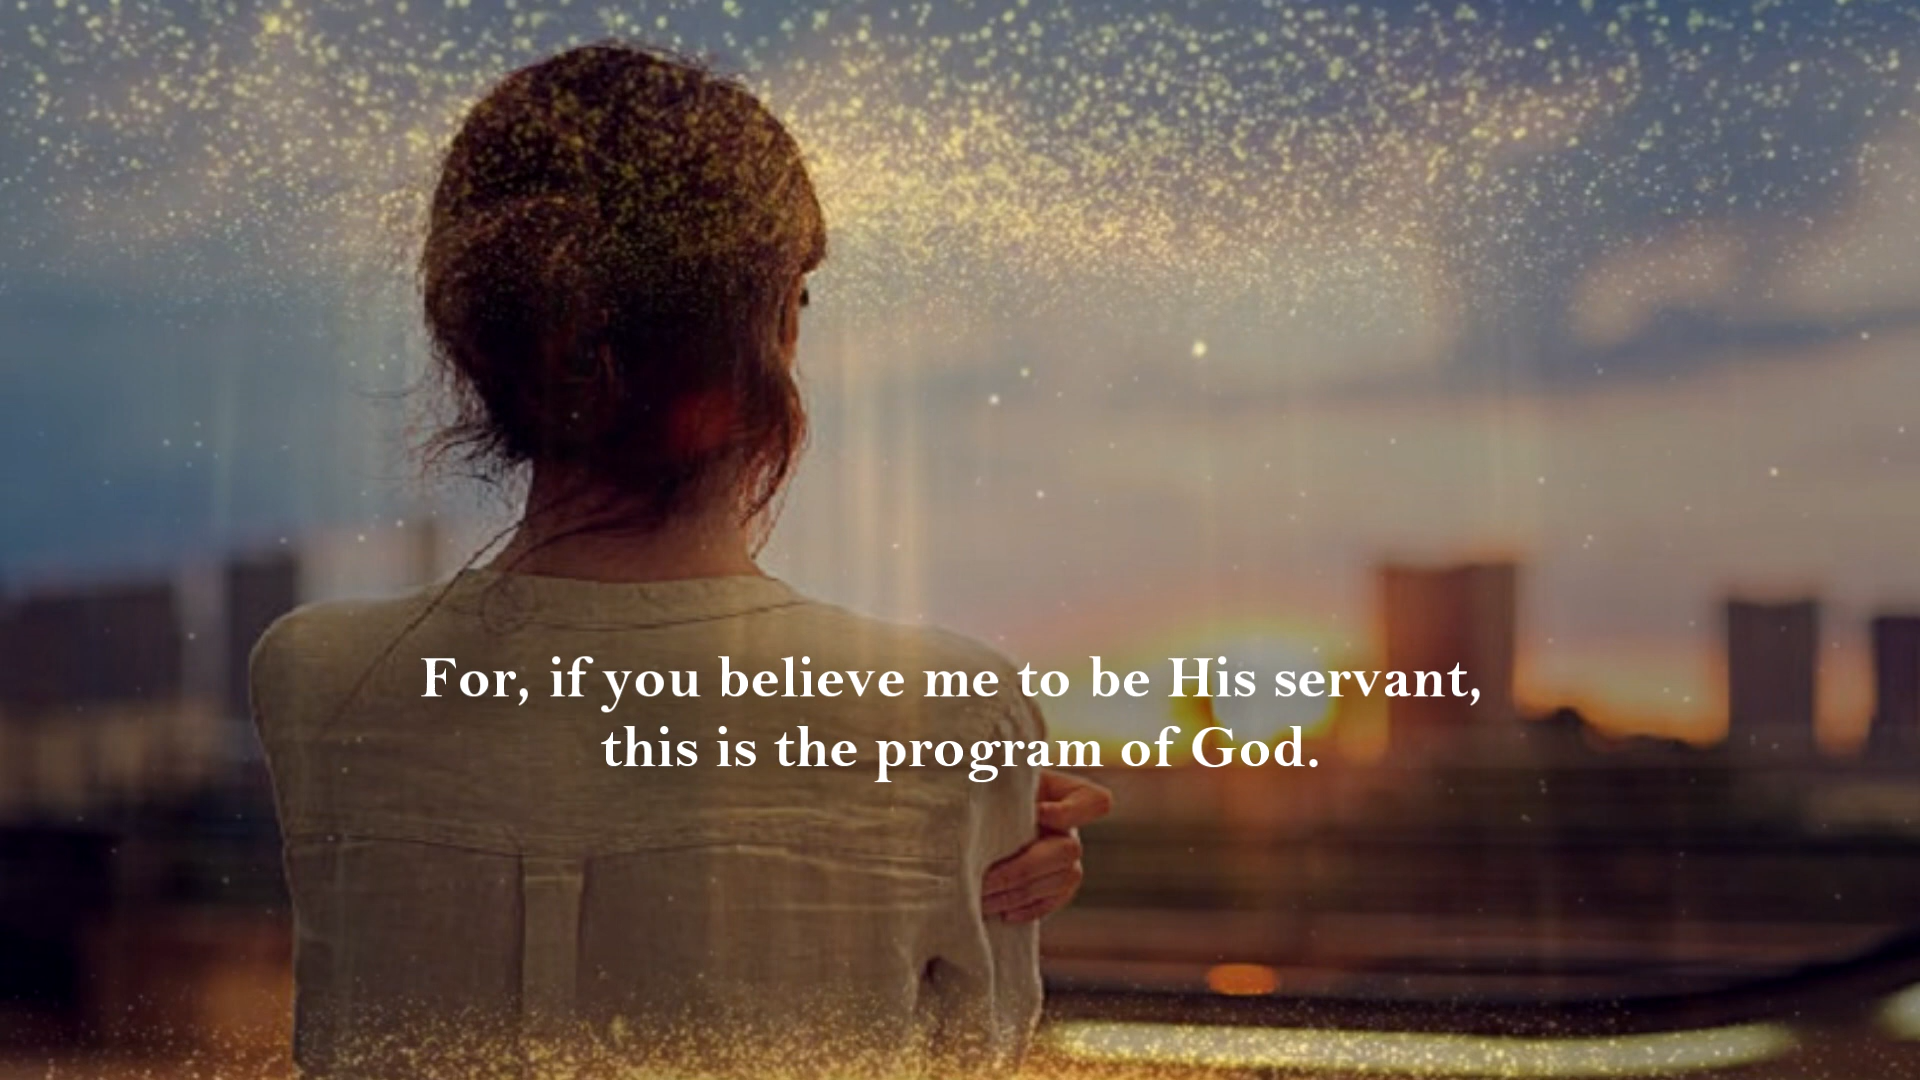 For, if you believe me to be His servant,
this is the program of God.